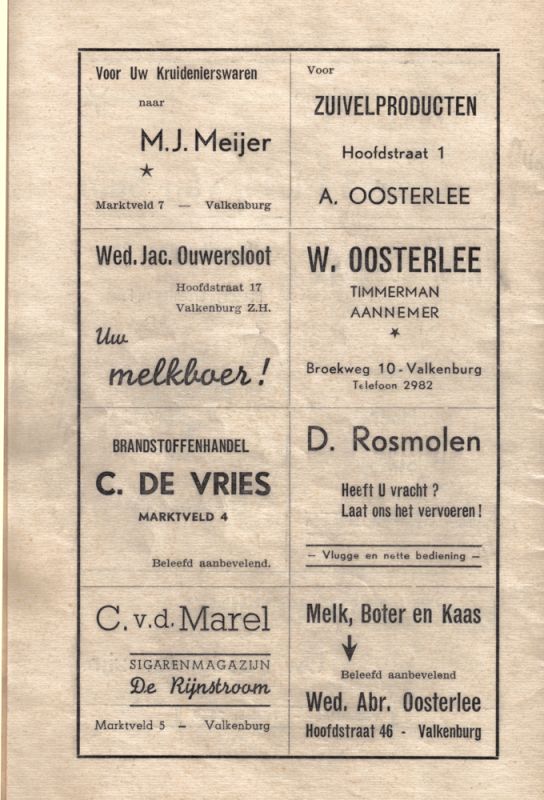 Voor Uw Kruidenierswaren
naar
M.J. Meijer
Marktveld 7 — Valkenburg
Voor
ZUIVELPRODUCTEN
Hoofdstraat 1
A. OOSTERLEE
Wed. Jac. Ouwersloot
Hoofdstraat 17
Valkenburg Z.H.
Uw
melkboer!
W. OOSTERLEE
TIMMERMAN
AANNEMER
Broekweg 10 - Valkenburg
Telefoon 2982
BRANDSTOFFENHANDEL
C. DE VRIES
MARKTVELD 4
Beleefd aanbevelend.
D. Rosmolen
Heeft U vracht?
Laat ons het vervoeren!
— Vlugge en nette bediening —
C. v.d. Marel
SIGARENMAGAZIJN
De Rijnstroom
Marktveld 5 — Valkenburg
Melk, Boter en Kaas
Beleefd aanbevelend
Wed. Abr. Oosterlee
Hoofdstraat 46 - Valkenburg